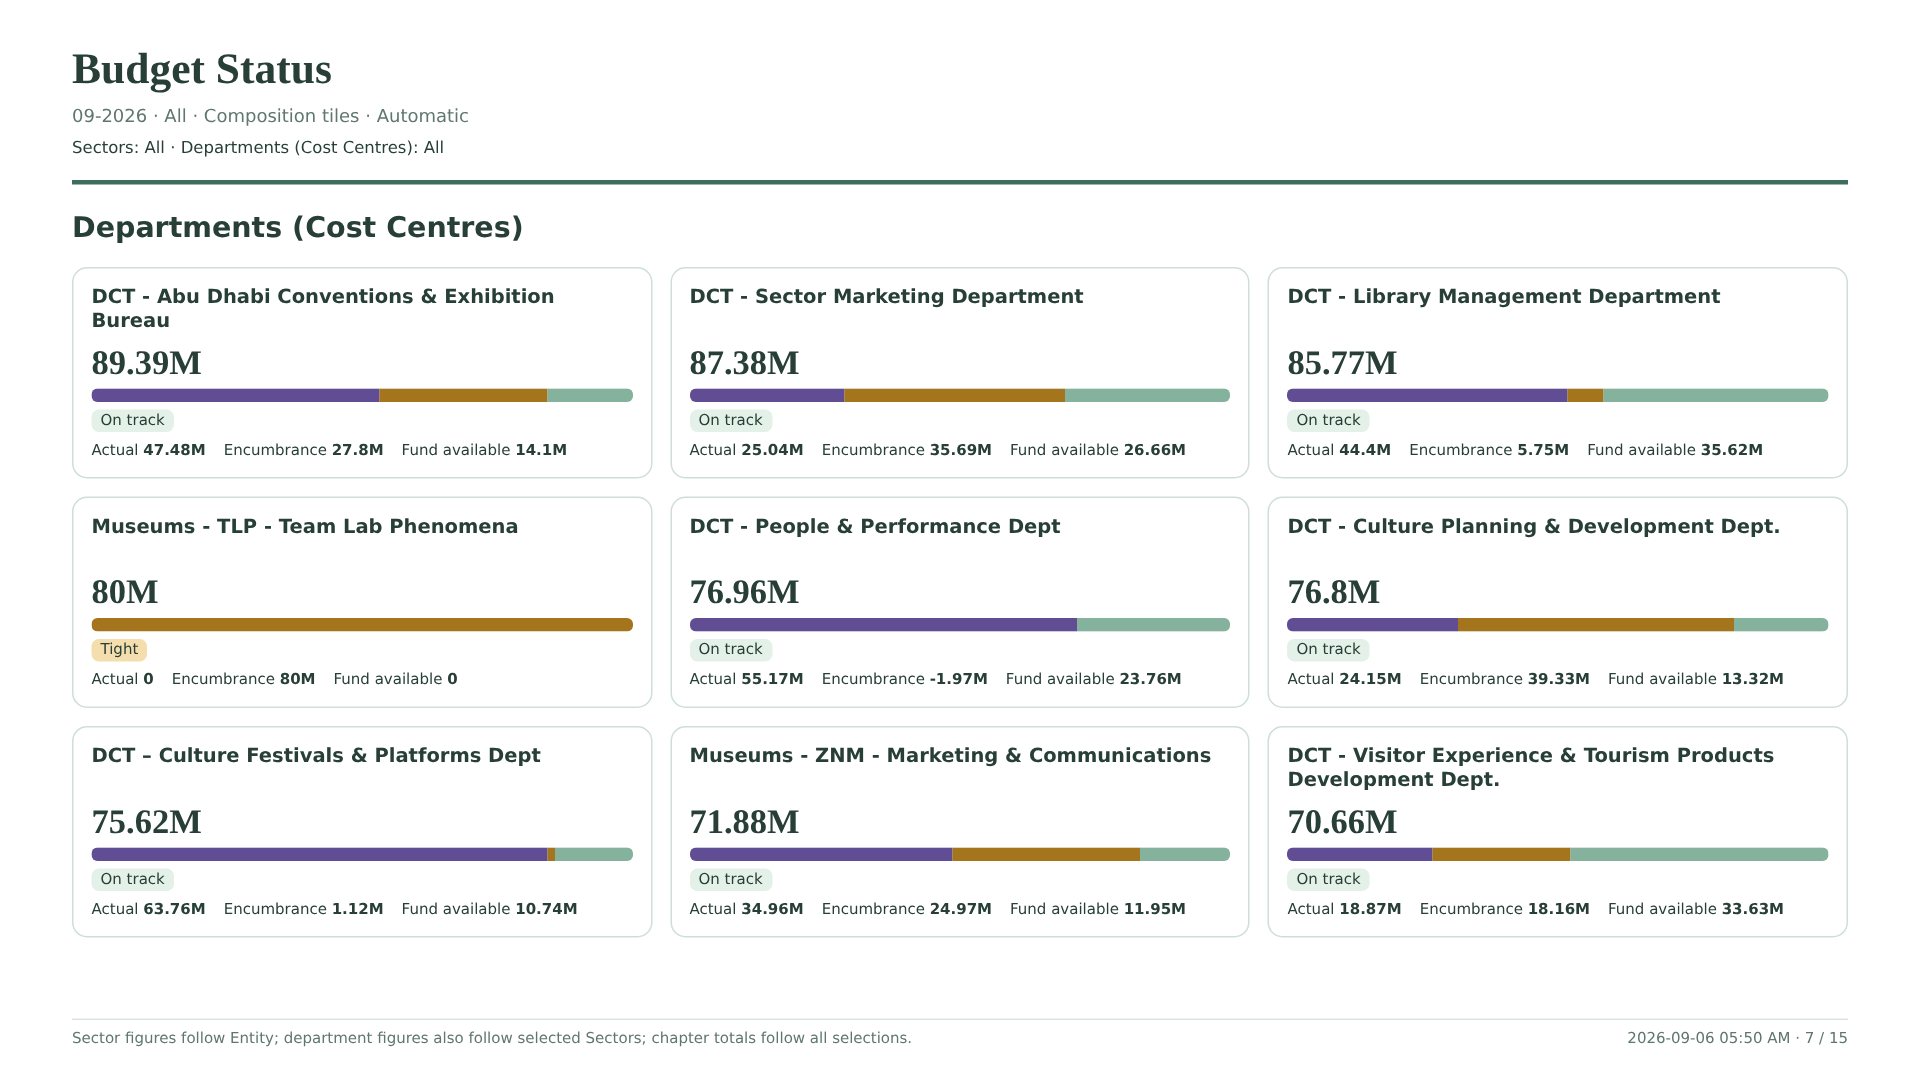 Budget Status
09-2026 · All · Composition tiles · Automatic
Sectors: All · Departments (Cost Centres): All
Departments (Cost Centres)
DCT - Abu Dhabi Conventions & Exhibition
Bureau
89.39M
On track
Actual 47.48M Encumbrance 27.8M Fund available 14.1M
DCT - Sector Marketing Department
87.38M
On track
Actual 25.04M Encumbrance 35.69M Fund available 26.66M
DCT - Library Management Department
85.77M
On track
Actual 44.4M Encumbrance 5.75M Fund available 35.62M
Museums - TLP - Team Lab Phenomena
80M
Tight
Actual 0 Encumbrance 80M Fund available 0
DCT - People & Performance Dept
76.96M
On track
Actual 55.17M Encumbrance -1.97M Fund available 23.76M
DCT - Culture Planning & Development Dept.
76.8M
On track
Actual 24.15M Encumbrance 39.33M Fund available 13.32M
DCT – Culture Festivals & Platforms Dept
75.62M
On track
Actual 63.76M Encumbrance 1.12M Fund available 10.74M
Museums - ZNM - Marketing & Communications
71.88M
On track
Actual 34.96M Encumbrance 24.97M Fund available 11.95M
DCT - Visitor Experience & Tourism Products
Development Dept.
70.66M
On track
Actual 18.87M Encumbrance 18.16M Fund available 33.63M
Sector figures follow Entity; department figures also follow selected Sectors; chapter totals follow all selections.
2026-09-06 05:50 AM · 7 / 15